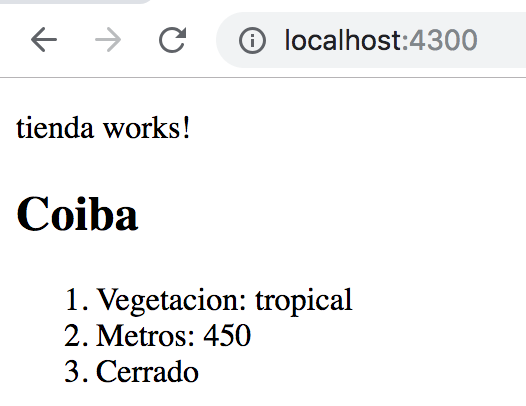 localhost:4300
tienda works!
Coiba
1. Vegetacion: tropical
2. Metros: 450
3. Cerrado